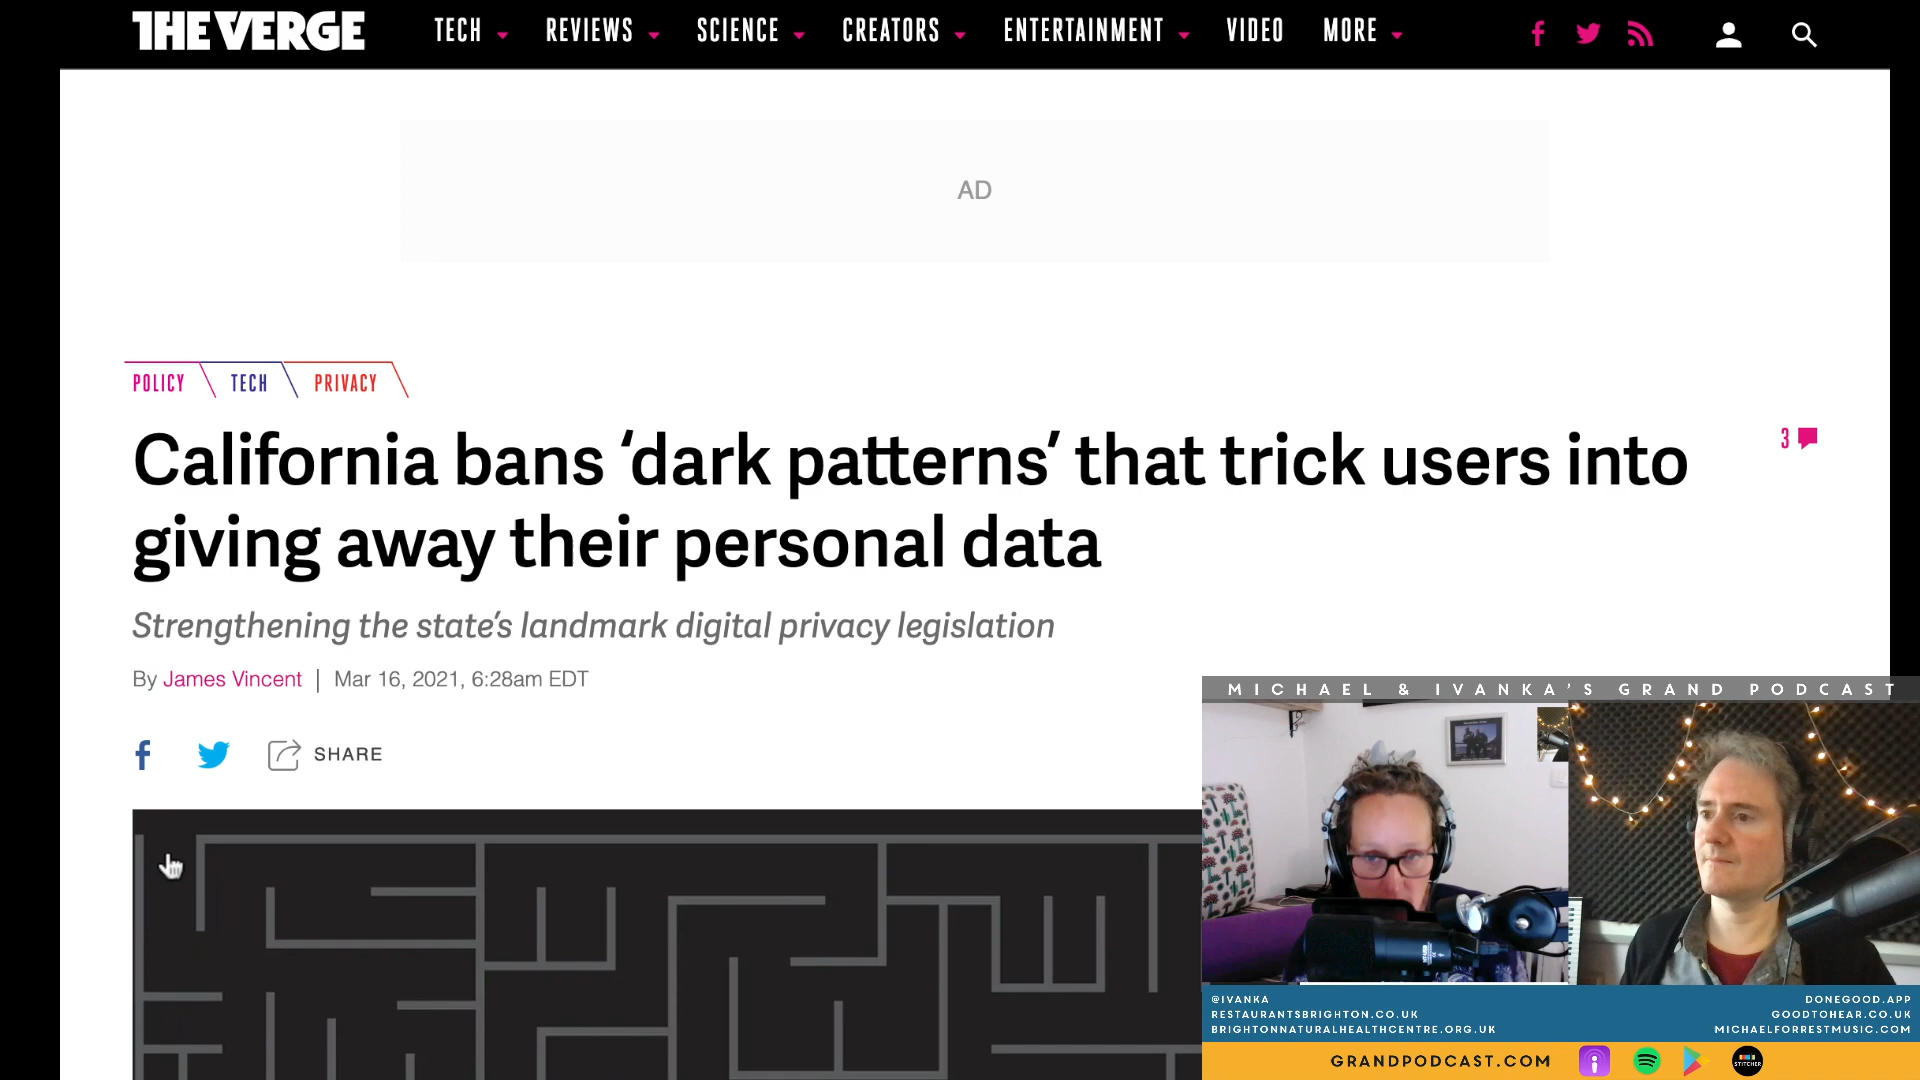 THE VERGE
TECH REVIEWS SCIENCE CREATORS ENTERTAINMENT VIDEO MORE
AD
POLICY TECH PRIVACY
California bans ‘dark patterns’ that trick users into
giving away their personal data
3
Strengthening the state’s landmark digital privacy legislation
By James Vincent | Mar 16, 2021, 6:28am EDT
SHARE
MICHAEL & IVANKA'S GRAND PODCAST
@IVANKA
RESTAURANTSBRIGHTON.CO.UK
BRIGHTONNATURALHEALTHCENTRE.ORG.UK
DONEGOOD.APP
GOODTOHEAR.CO.UK
MICHAELFORRESTMUSIC.COM
GRANDPODCAST.COM
STITCHER